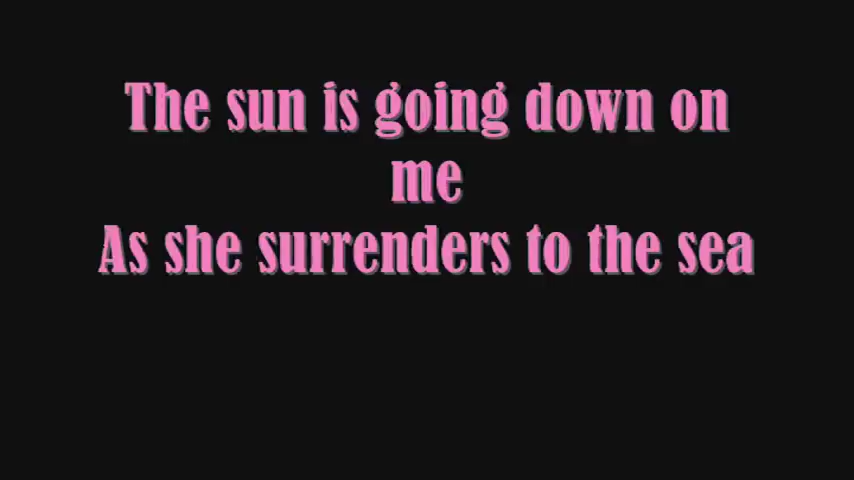 The sun is going down on
me
As she surrenders to the sea